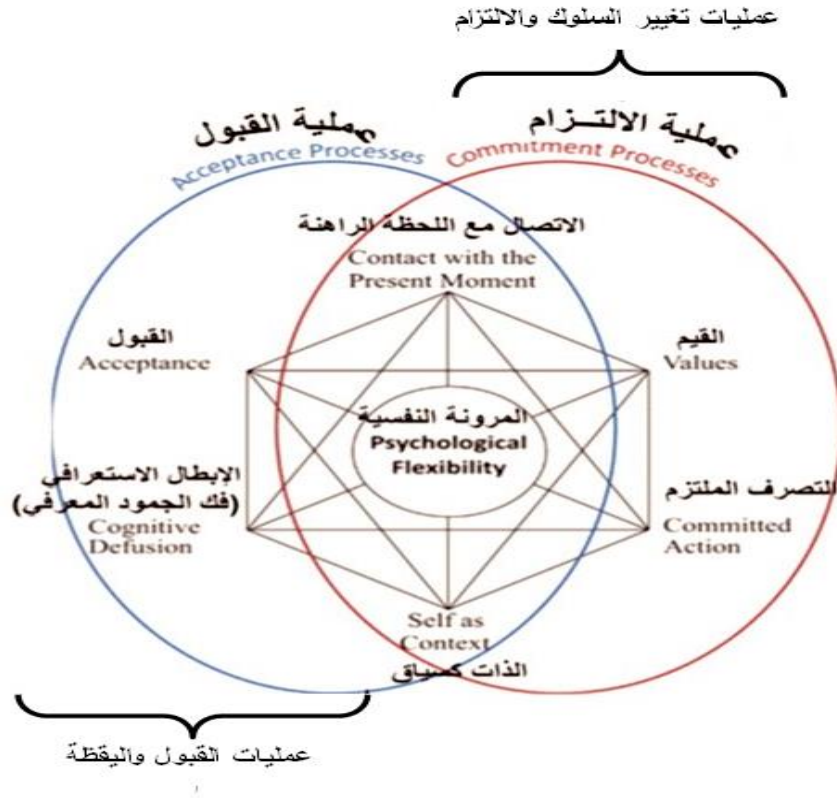 عمليات تغيير السلوك والالتزام
عملية القبول
Acceptance Processes
عملية الالتـزام
Commitment Processes
الاتصال مع اللحظة الراهنة
Contact with the
Present Moment
القبول
Acceptance
القيم
Values
المرونة النفسية
Psychological
Flexibility
الإبطال الاستعرافي
(فك الجمود المعرفي)
Cognitive
Defusion
التصرف الملتزم
Committed
Action
Self as
Context
الذات كسياق
عمليات القبول واليقظة